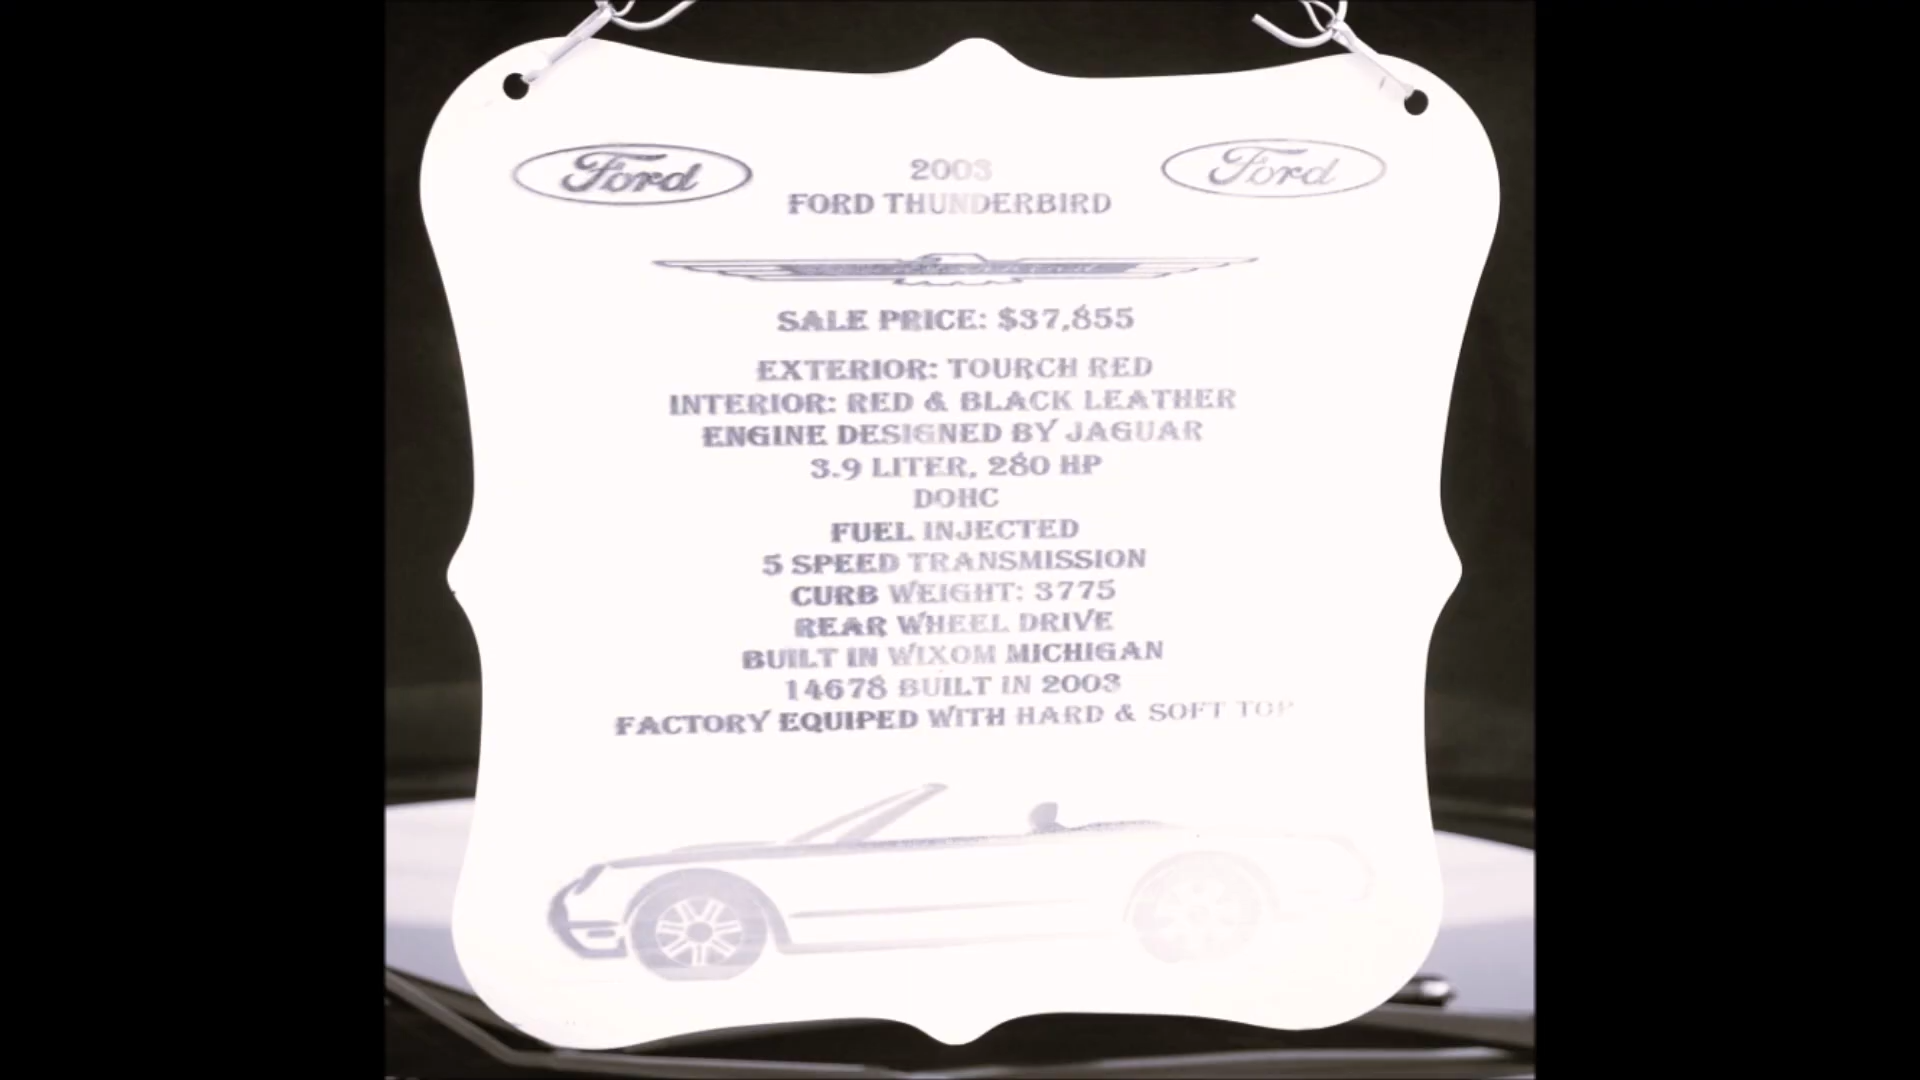 Ford
2003
Ford
FORD THUNDERBIRD
SALE PRICE: $37,855
EXTERIOR: TOURCH RED
INTERIOR: RED & BLACK LEATHER
ENGINE DESIGNED BY JAGUAR
3.9 LITER, 280 HP
DOHC
FUEL INJECTED
5 SPEED TRANSMISSION
CURB WEIGHT: 3775
REAR WHEEL DRIVE
BUILT IN WIXOM MICHIGAN
14678 BUILT IN 2003
FACTORY EQUIPED WITH HARD & SOFT TOP